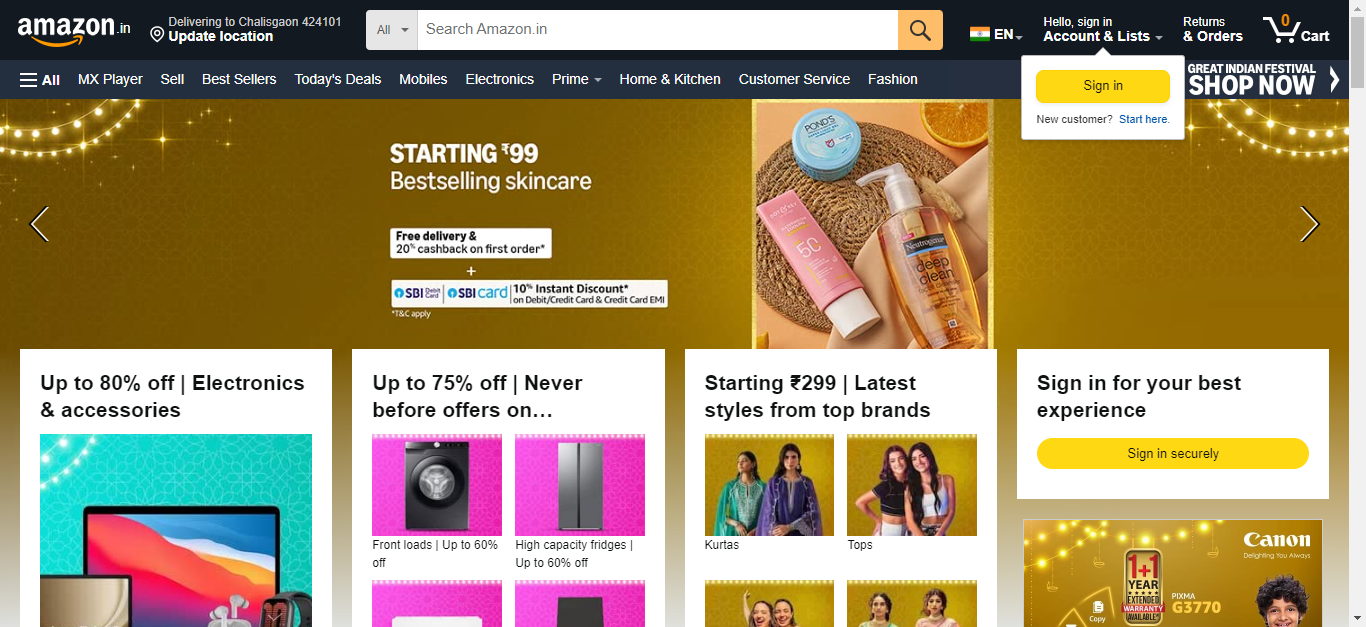 amazon.in
Delivering to Chalisgaon 424101
Update location
All
Search Amazon.in
EN
Hello, sign in
Account & Lists
Returns
& Orders
0
Cart
All
MX Player
Sell
Best Sellers
Today's Deals
Mobiles
Electronics
Prime
Home & Kitchen
Customer Service
Fashion
GREAT INDIAN FESTIVAL
SHOP NOW
Sign in
New customer? Start here.
STARTING ₹99
Bestselling skincare
Free delivery &
20% cashback on first order*
+
SBI Debit Card | SBI card | 10% Instant Discount*
on Debit/Credit Card & Credit Card EMI
*T&C apply
POND'S
50
Neutrogena
deep
clean
Up to 80% off | Electronics
& accessories
Up to 75% off | Never
before offers on…
Front loads | Up to 60%
off
High capacity fridges |
Up to 60% off
Starting ₹299 | Latest
styles from top brands
Kurtas
Tops
Sign in for your best
experience
Sign in securely
Canon
Delighting You Always
1+1
YEAR
EXTENDED
WARRANTY
AVAILABLE*
PIXMA
G3770
Copy